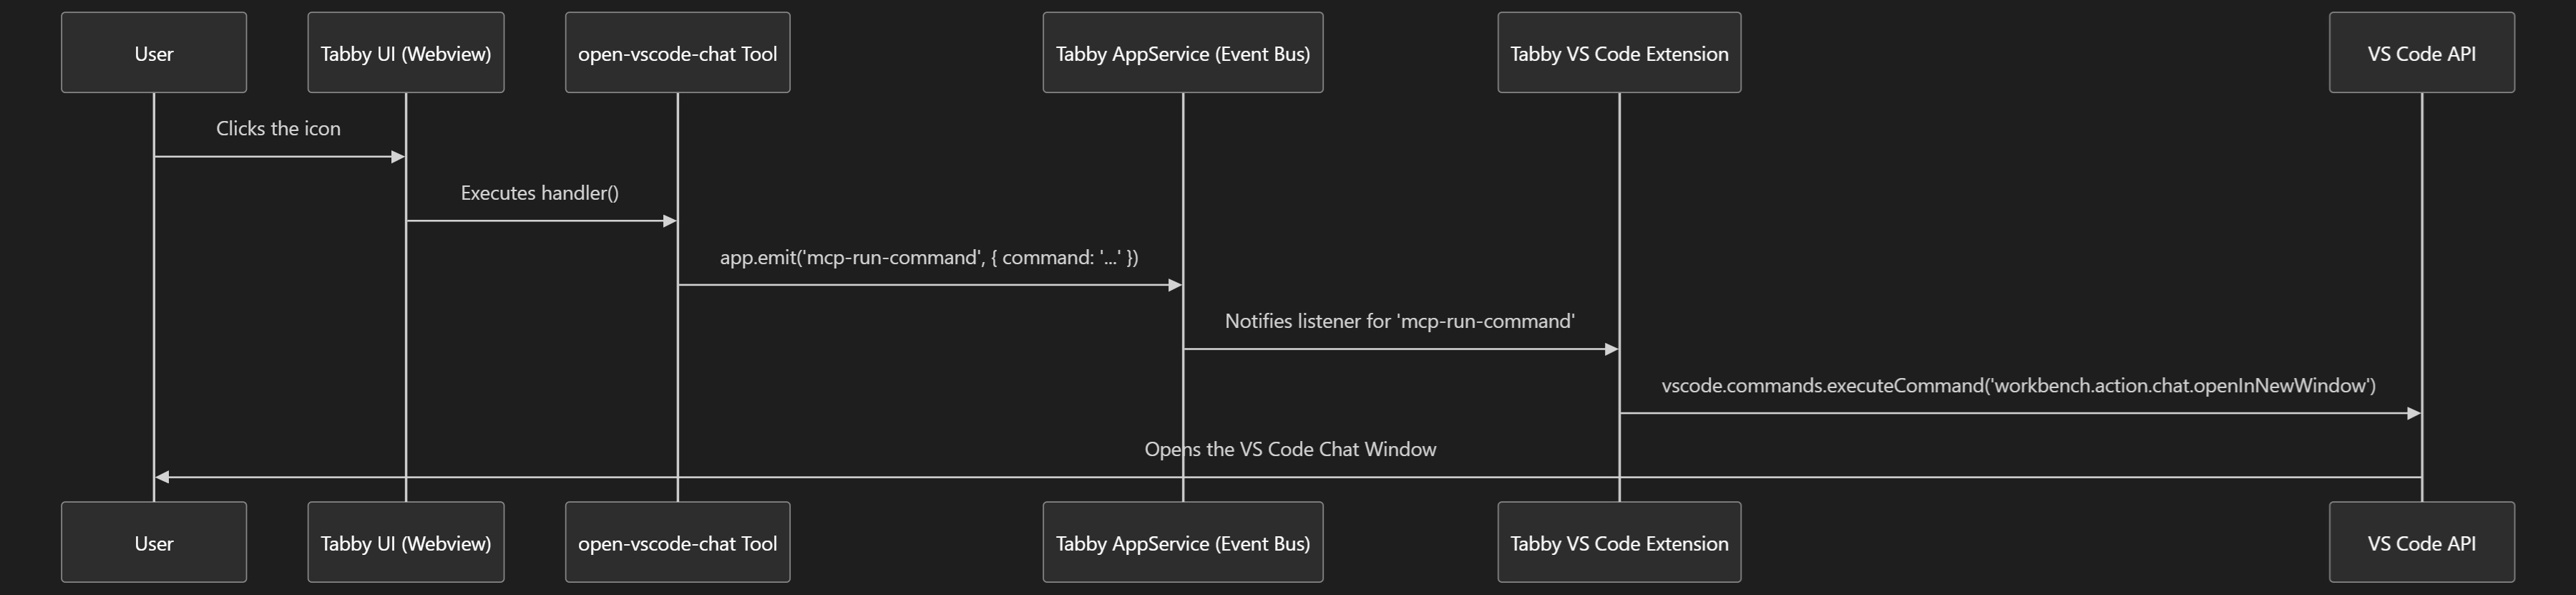 User
Tabby UI (Webview)
open-vscode-chat Tool
Tabby AppService (Event Bus)
Tabby VS Code Extension
VS Code API
Clicks the icon
Executes handler()
app.emit('mcp-run-command', { command: '...' })
Notifies listener for 'mcp-run-command'
vscode.commands.executeCommand('workbench.action.chat.openInNewWindow')
Opens the VS Code Chat Window
User
Tabby UI (Webview)
open-vscode-chat Tool
Tabby AppService (Event Bus)
Tabby VS Code Extension
VS Code API